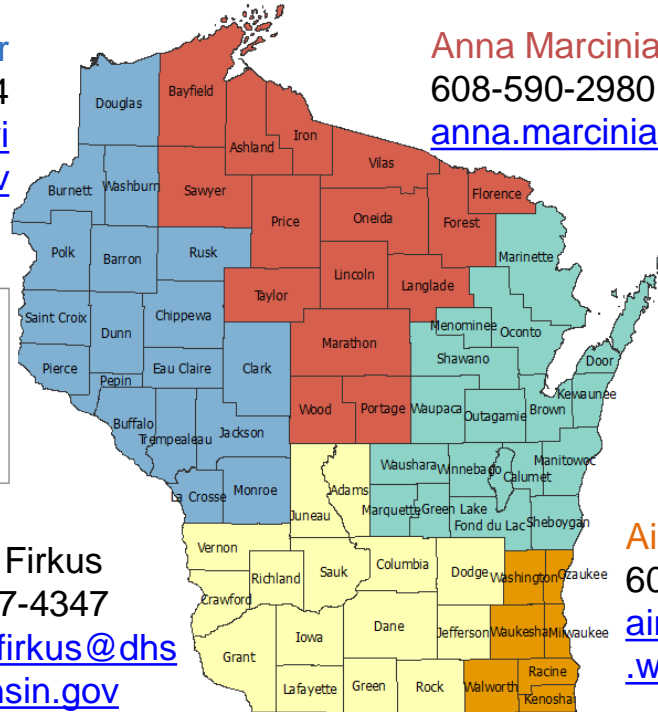 r
4
i
v
Anna Marcinia
608-590-2980
anna.marcinia
Douglas
Bayfield
Ashland
Iron
Vilas
Florence
Burnett
Washburn
Sawyer
Price
Oneida
Forest
Marinette
Polk
Barron
Rusk
Lincoln
Langlade
Taylor
Menominee
Oconto
Saint Croix
Dunn
Chippewa
Marathon
Shawano
Door
Pierce
Pepin
Eau Claire
Clark
Wood
Portage
Waupaca
Outagamie
Brown
Kewaunee
Buffalo
Trempealeau
Jackson
Waushara
Winnebago
Calumet
Manitowoc
La Crosse
Monroe
Juneau
Adams
Marquette
Green Lake
Fond du Lac
Sheboygan
Vernon
Richland
Sauk
Columbia
Dodge
Washington
Ozaukee
Crawford
Grant
Iowa
Dane
Jefferson
Waukesha
Milwaukee
Lafayette
Green
Rock
Walworth
Racine
Kenosha
Firkus
7-4347
firkus@dhs
nsin.gov
Ai
60
air
.w